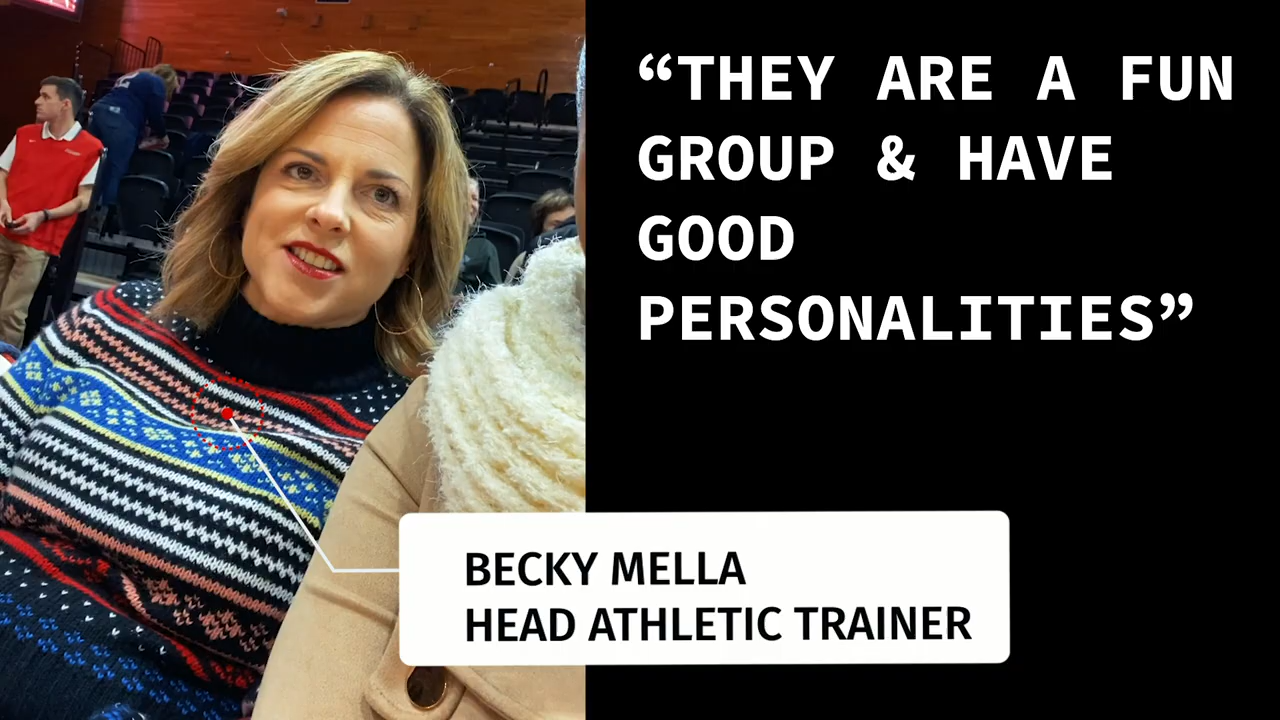 “THEY ARE A FUN
GROUP & HAVE
GOOD
PERSONALITIES”
BECKY MELLA
HEAD ATHLETIC TRAINER